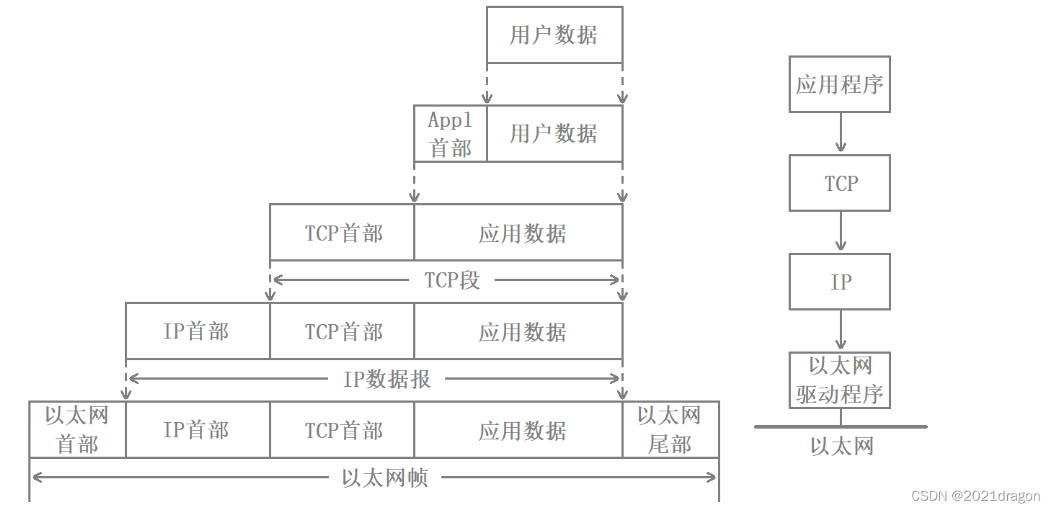 用户数据
Appl
首部
用户数据
TCP首部
应用数据
TCP段
IP首部
TCP首部
应用数据
IP数据报
以太网
首部
IP首部
TCP首部
应用数据
以太网
尾部
以太网帧
应用程序
TCP
IP
以太网
驱动程序
以太网
CSDN @2021dragon